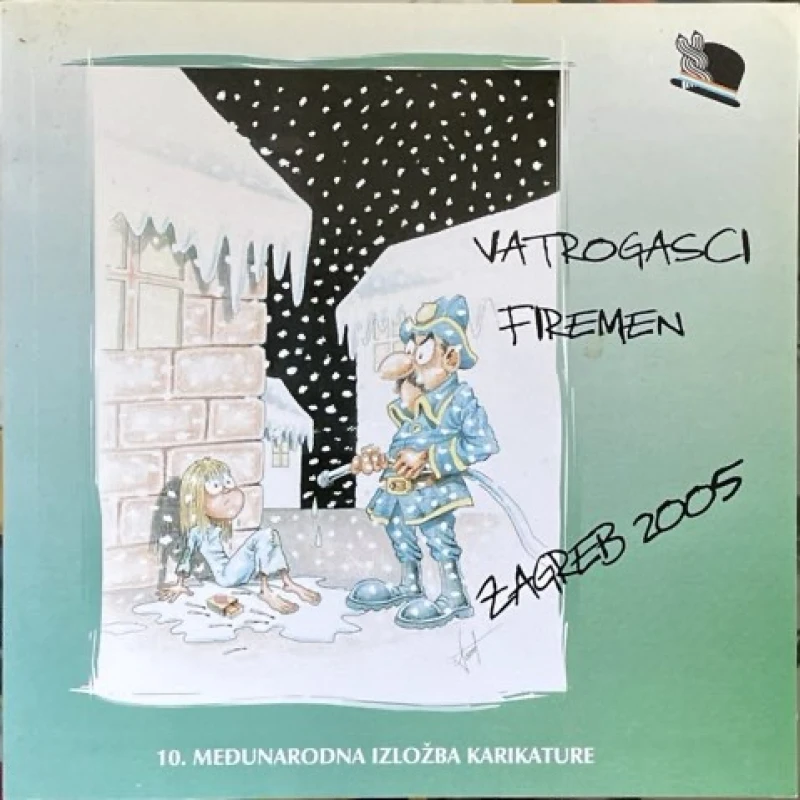 VATROGASCI
FIREMEN
ZAGREB 2005
10. MEĐUNARODNA IZLOŽBA KARIKATURE